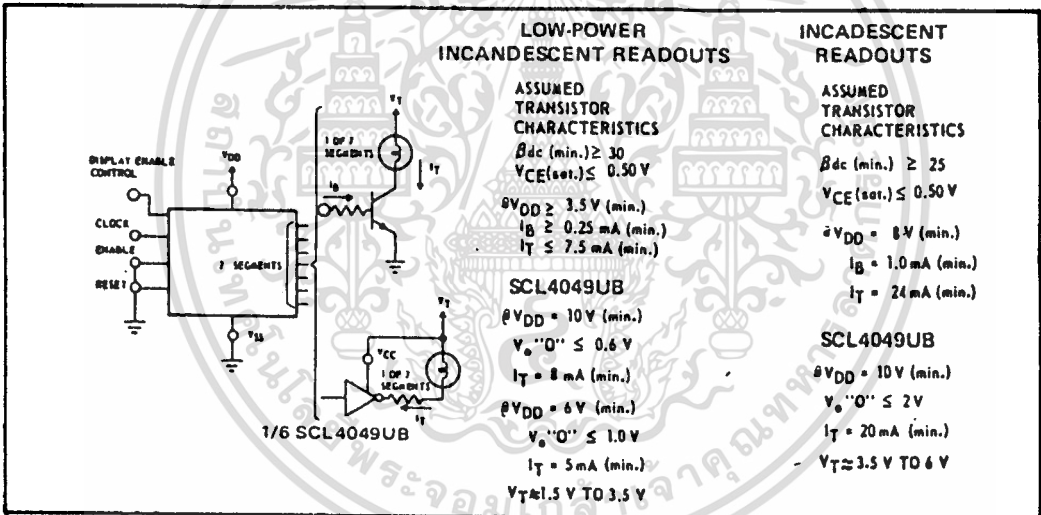 LOW-POWER
INCANDESCENT READOUTS
ASSUMED
TRANSISTOR
CHARACTERISTICS
βdc (min.) ≥ 30
VCE(sat.) ≤ 0.50 V
@VDD ≥ 3.5 V (min.)
IB ≥ 0.25 mA (min.)
IT ≤ 7.5 mA (min.)
SCL4049UB
@VDD = 10 V (min.)
Vo "0" ≤ 0.6 V
IT = 8 mA (min.)
@VDD = 6 V (min.)
Vo "0" ≤ 1.0 V
IT = 5 mA (min.)
VT≈1.5 V TO 3.5 V
INCADESCENT
READOUTS
ASSUMED
TRANSISTOR
CHARACTERISTICS
βdc (min.) ≥ 25
VCE(sat.) ≤ 0.50 V
@ VDD = 8 V (min.)
IB = 1.0 mA (min.)
IT = 24 mA (min.)
SCL4049UB
@VDD = 10 V (min.)
Vo "0" ≤ 2 V
IT = 20 mA (min.)
VT≈ 3.5 V TO 6 V
DISPLAY ENABLE
CONTROL
VDD
CLOCK
ENABLE
RESET
7 SEGMENTS
VSS
VT
1 OF 7
SEGMENTS
IT
IB
VT
VCC
1 OF 7
SEGMENTS
IT
1/6 SCL4049UB